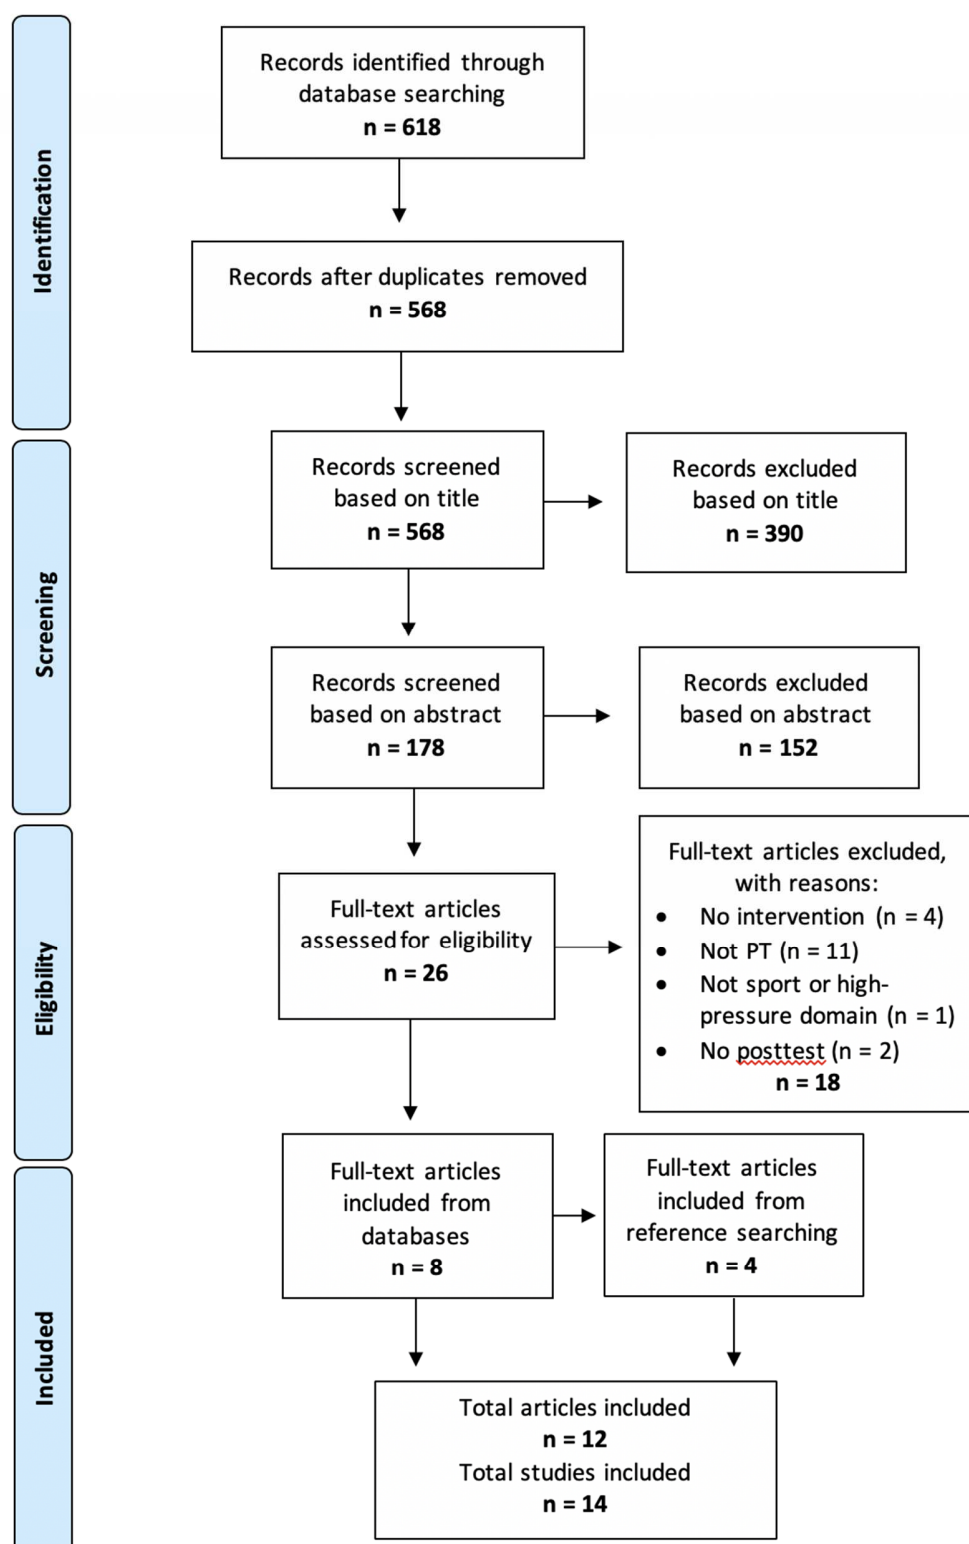 Identification
Records identified through
database searching
n = 618
Records after duplicates removed
n = 568
Screening
Records screened
based on title
n = 568
Records excluded
based on title
n = 390
Records screened
based on abstract
n = 178
Records excluded
based on abstract
n = 152
Eligibility
Full-text articles
assessed for eligibility
n = 26
Full-text articles excluded,
with reasons:
• No intervention (n = 4)
• Not PT (n = 11)
• Not sport or high-
pressure domain (n = 1)
• No posttest (n = 2)
n = 18
Included
Full-text articles
included from
databases
n = 8
Full-text articles
included from
reference searching
n = 4
Total articles included
n = 12
Total studies included
n = 14